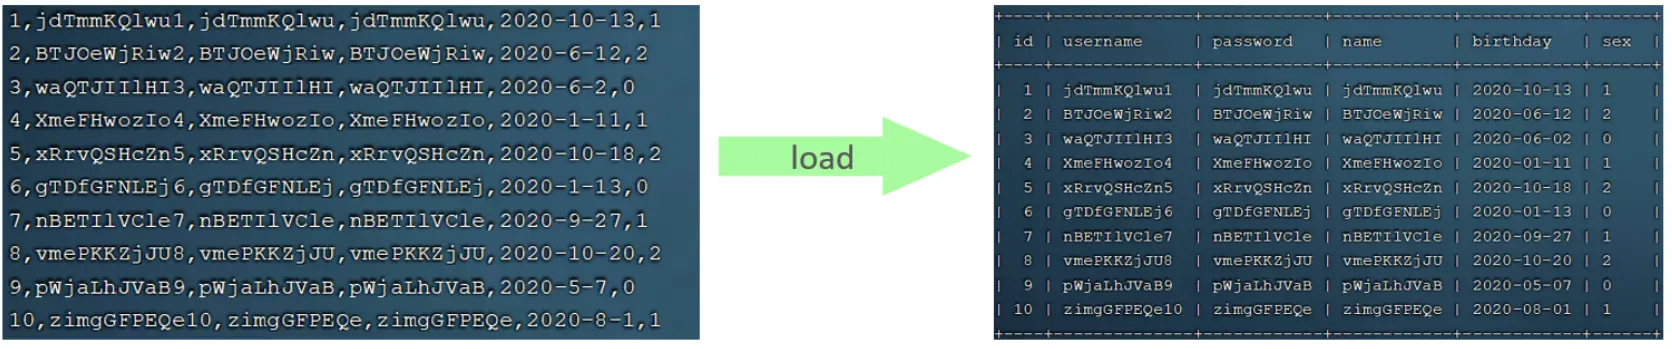 1,jdTmmKQlwu1,jdTmmKQlwu,jdTmmKQlwu,2020-10-13,1
2,BTJOeWjRiw2,BTJOeWjRiw,BTJOeWjRiw,2020-6-12,2
3,waQTJIIlHI3,waQTJIIlHI,waQTJIIlHI,2020-6-2,0
4,XmeFHwozIo4,XmeFHwozIo,XmeFHwozIo,2020-1-11,1
5,xRrvQSHcZn5,xRrvQSHcZn,xRrvQSHcZn,2020-10-18,2
6,gTDfGFNLEj6,gTDfGFNLEj,gTDfGFNLEj,2020-1-13,0
7,nBETIlVCle7,nBETIlVCle,nBETIlVCle,2020-9-27,1
8,vmePKKZjJU8,vmePKKZjJU,vmePKKZjJU,2020-10-20,2
9,pWjaLhJVaB9,pWjaLhJVaB,pWjaLhJVaB,2020-5-7,0
10,zimgGFPEQe10,zimgGFPEQe,zimgGFPEQe,2020-8-1,1
load
| id | username | password | name | birthday | sex |
| 1 | jdTmmKQlwu1 | jdTmmKQlwu | jdTmmKQlwu | 2020-10-13 | 1 |
| 2 | BTJOeWjRiw2 | BTJOeWjRiw | BTJOeWjRiw | 2020-06-12 | 2 |
| 3 | waQTJIIlHI3 | waQTJIIlHI | waQTJIIlHI | 2020-06-02 | 0 |
| 4 | XmeFHwozIo4 | XmeFHwozIo | XmeFHwozIo | 2020-01-11 | 1 |
| 5 | xRrvQSHcZn5 | xRrvQSHcZn | xRrvQSHcZn | 2020-10-18 | 2 |
| 6 | gTDfGFNLEj6 | gTDfGFNLEj | gTDfGFNLEj | 2020-01-13 | 0 |
| 7 | nBETIlVCle7 | nBETIlVCle | nBETIlVCle | 2020-09-27 | 1 |
| 8 | vmePKKZjJU8 | vmePKKZjJU | vmePKKZjJU | 2020-10-20 | 2 |
| 9 | pWjaLhJVaB9 | pWjaLhJVaB | pWjaLhJVaB | 2020-05-07 | 0 |
| 10 | zimgGFPEQe10 | zimgGFPEQe | zimgGFPEQe | 2020-08-01 | 1 |